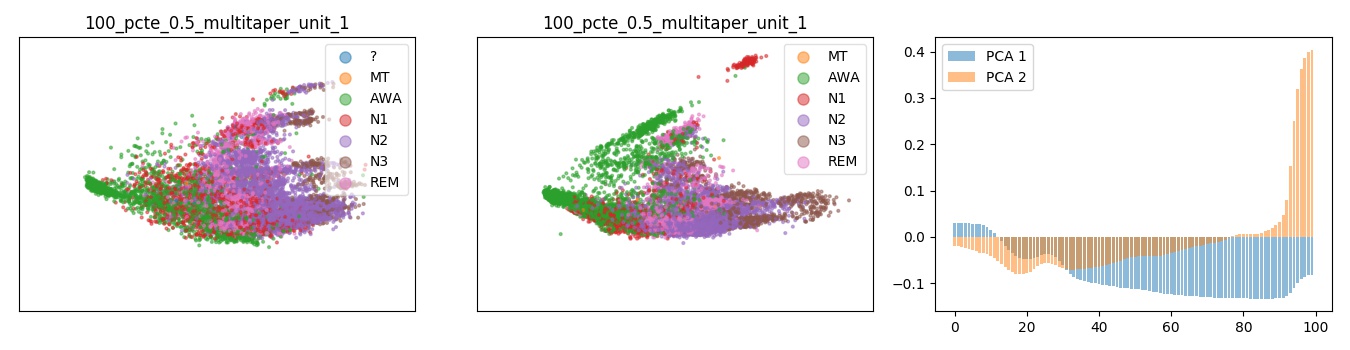 100_pcte_0.5_multitaper_unit_1
?
MT
AWA
N1
N2
N3
REM
100_pcte_0.5_multitaper_unit_1
MT
AWA
N1
N2
N3
REM
PCA 1
PCA 2
0.4
0.3
0.2
0.1
0.0
−0.1
0 20 40 60 80 100